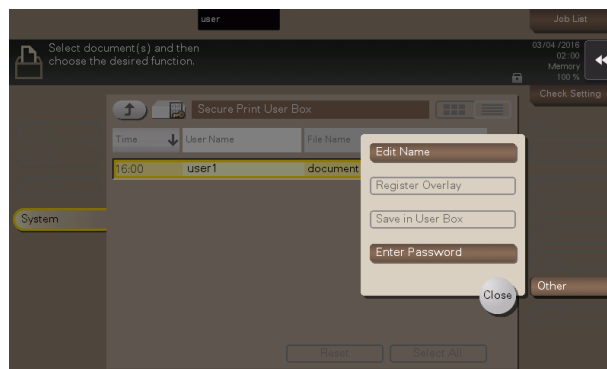 user
Job List
Select document(s) and then
choose the desired function.
03/04 /2016
02:00
Memory
100 %
Check Setting
Secure Print User Box
Time
User Name
File Name
16:00
user1
document
Edit Name
Register Overlay
Save in User Box
Enter Password
Close
System
Other
Reset
Select All